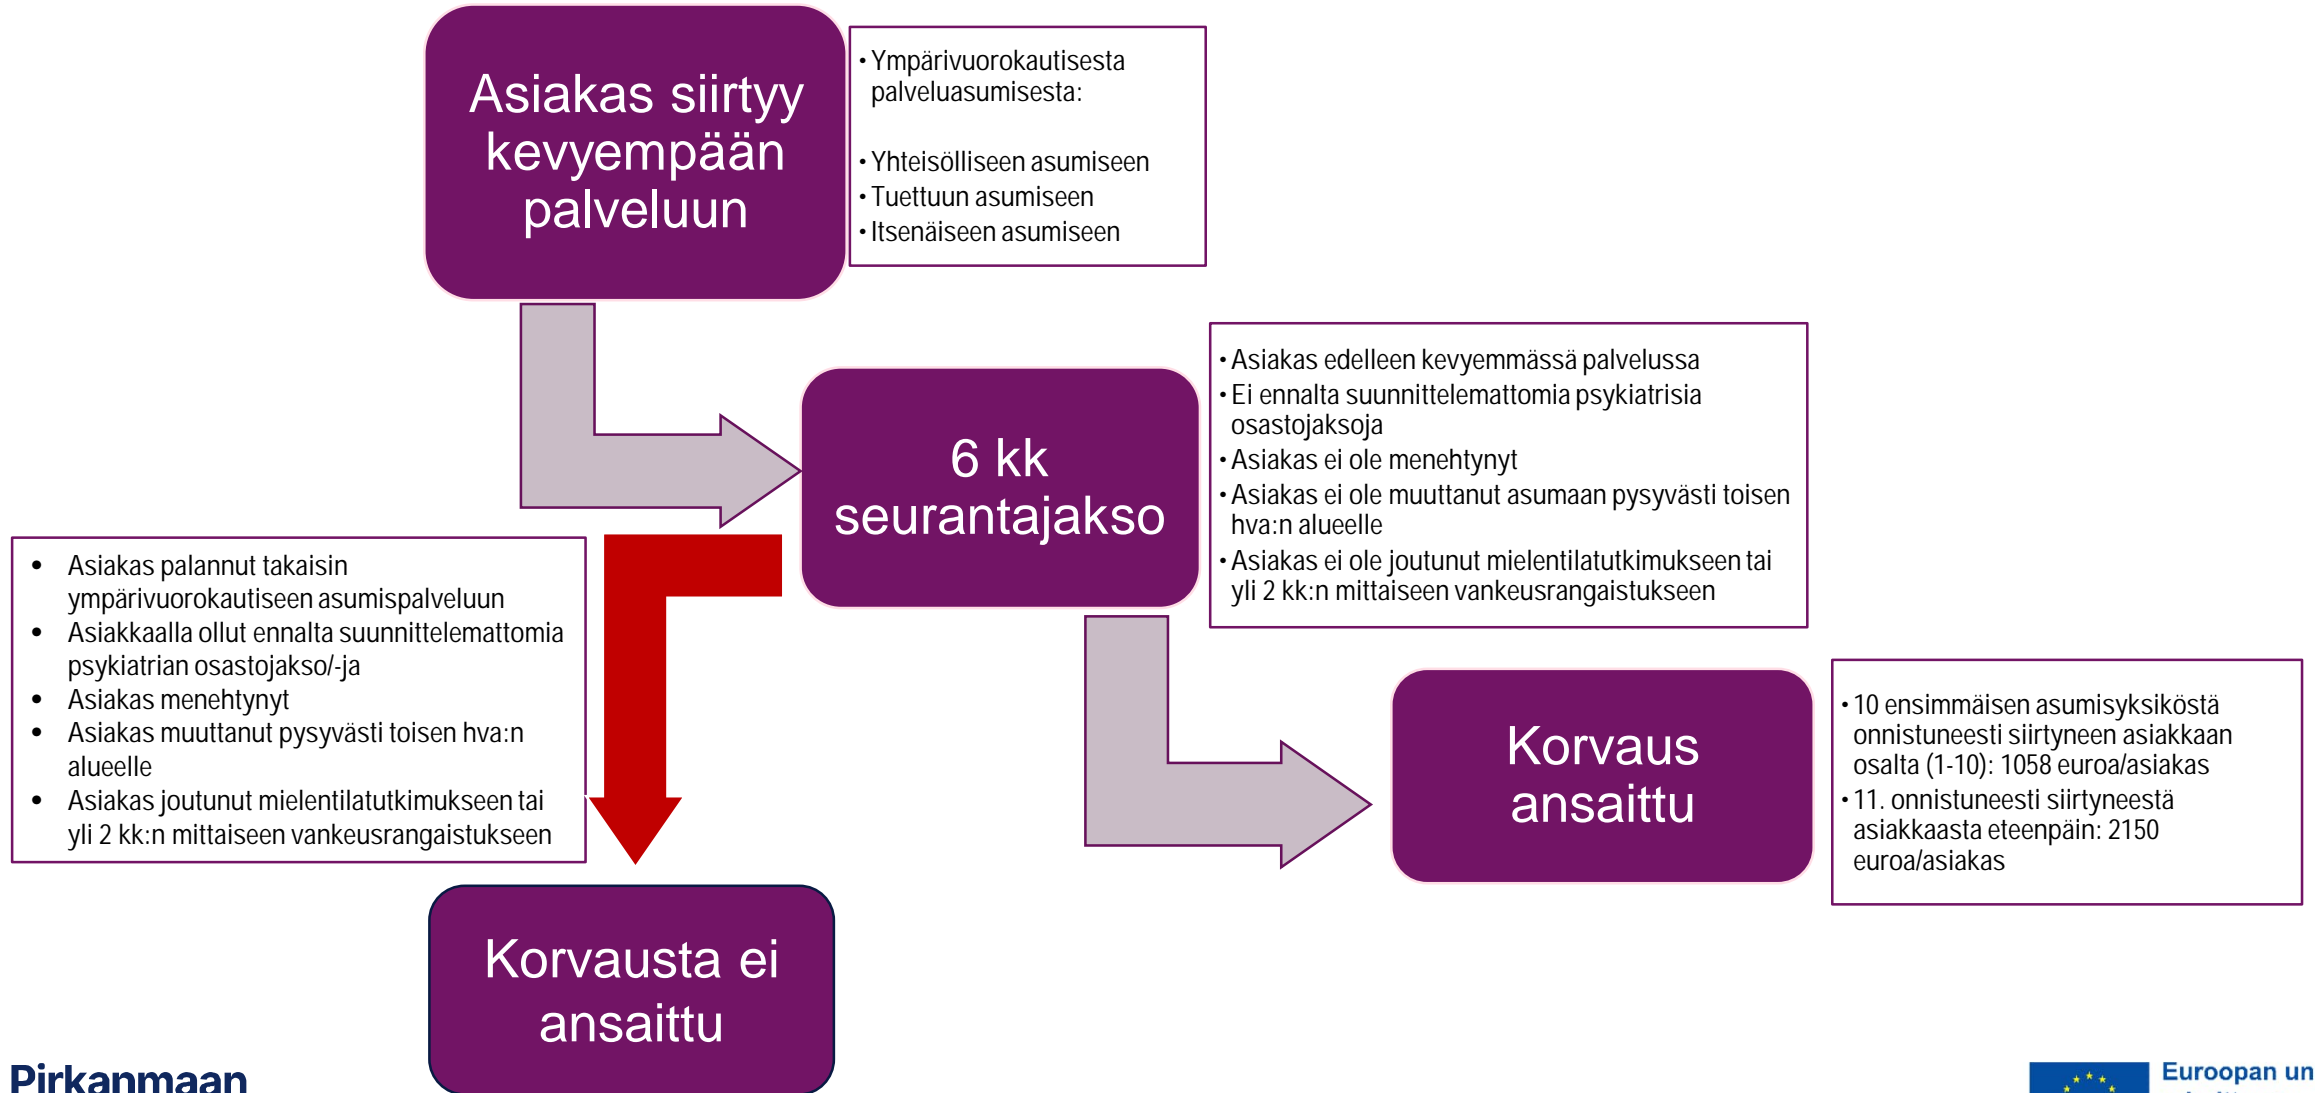 Asiakas siirtyy
kevyempään
palveluun
• Ympärivuorokautisesta
palveluasumisesta:
• Yhteisölliseen asumiseen
• Tuettuun asumiseen
• Itsenäiseen asumiseen
6 kk
seurantajakso
• Asiakas edelleen kevyemmässä palvelussa
• Ei ennalta suunnittelemattomia psykiatrisia
osastojaksoja
• Asiakas ei ole menehtynyt
• Asiakas ei ole muuttanut asumaan pysyvästi toisen
hva:n alueelle
• Asiakas ei ole joutunut mielentilatutkimukseen tai
yli 2 kk:n mittaiseen vankeusrangaistukseen
• Asiakas palannut takaisin
ympärivuorokautiseen asumispalveluun
• Asiakkaalla ollut ennalta suunnittelemattomia
psykiatrian osastojakso/-ja
• Asiakas menehtynyt
• Asiakas muuttanut pysyvästi toisen hva:n
alueelle
• Asiakas joutunut mielentilatutkimukseen tai
yli 2 kk:n mittaiseen vankeusrangaistukseen
Korvaus
ansaittu
• 10 ensimmäisen asumisyksiköstä
onnistuneesti siirtyneen asiakkaan
osalta (1-10): 1058 euroa/asiakas
• 11. onnistuneesti siirtyneestä
asiakkaasta eteenpäin: 2150
euroa/asiakas
Korvausta ei
ansaittu
Pirkanmaan
Euroopan un